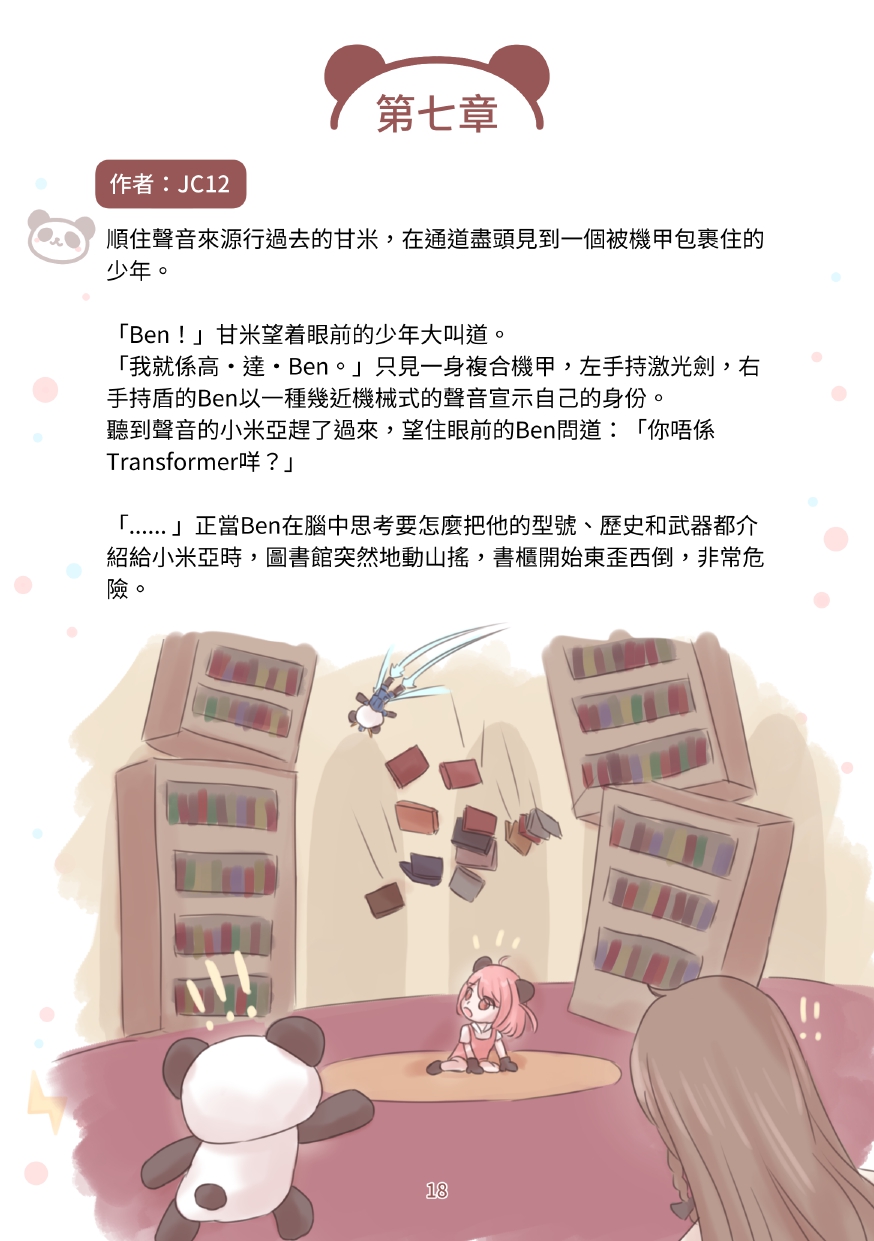 第七章
作者：JC12
順住聲音來源行過去的甘米，在通道盡頭見到一個被機甲包裹住的
少年。
「Ben！」甘米望着眼前的少年大叫道。
「我就係高・達・Ben。」只見一身複合機甲，左手持激光劍，右
手持盾的Ben以一種幾近機械式的聲音宣示自己的身份。
聽到聲音的小米亞趕了過來，望住眼前的Ben問道：「你唔係
Transformer咩？」
「...... 」正當Ben在腦中思考要怎麼把他的型號、歷史和武器都介
紹給小米亞時，圖書館突然地動山搖，書櫃開始東歪西倒，非常危
險。
18